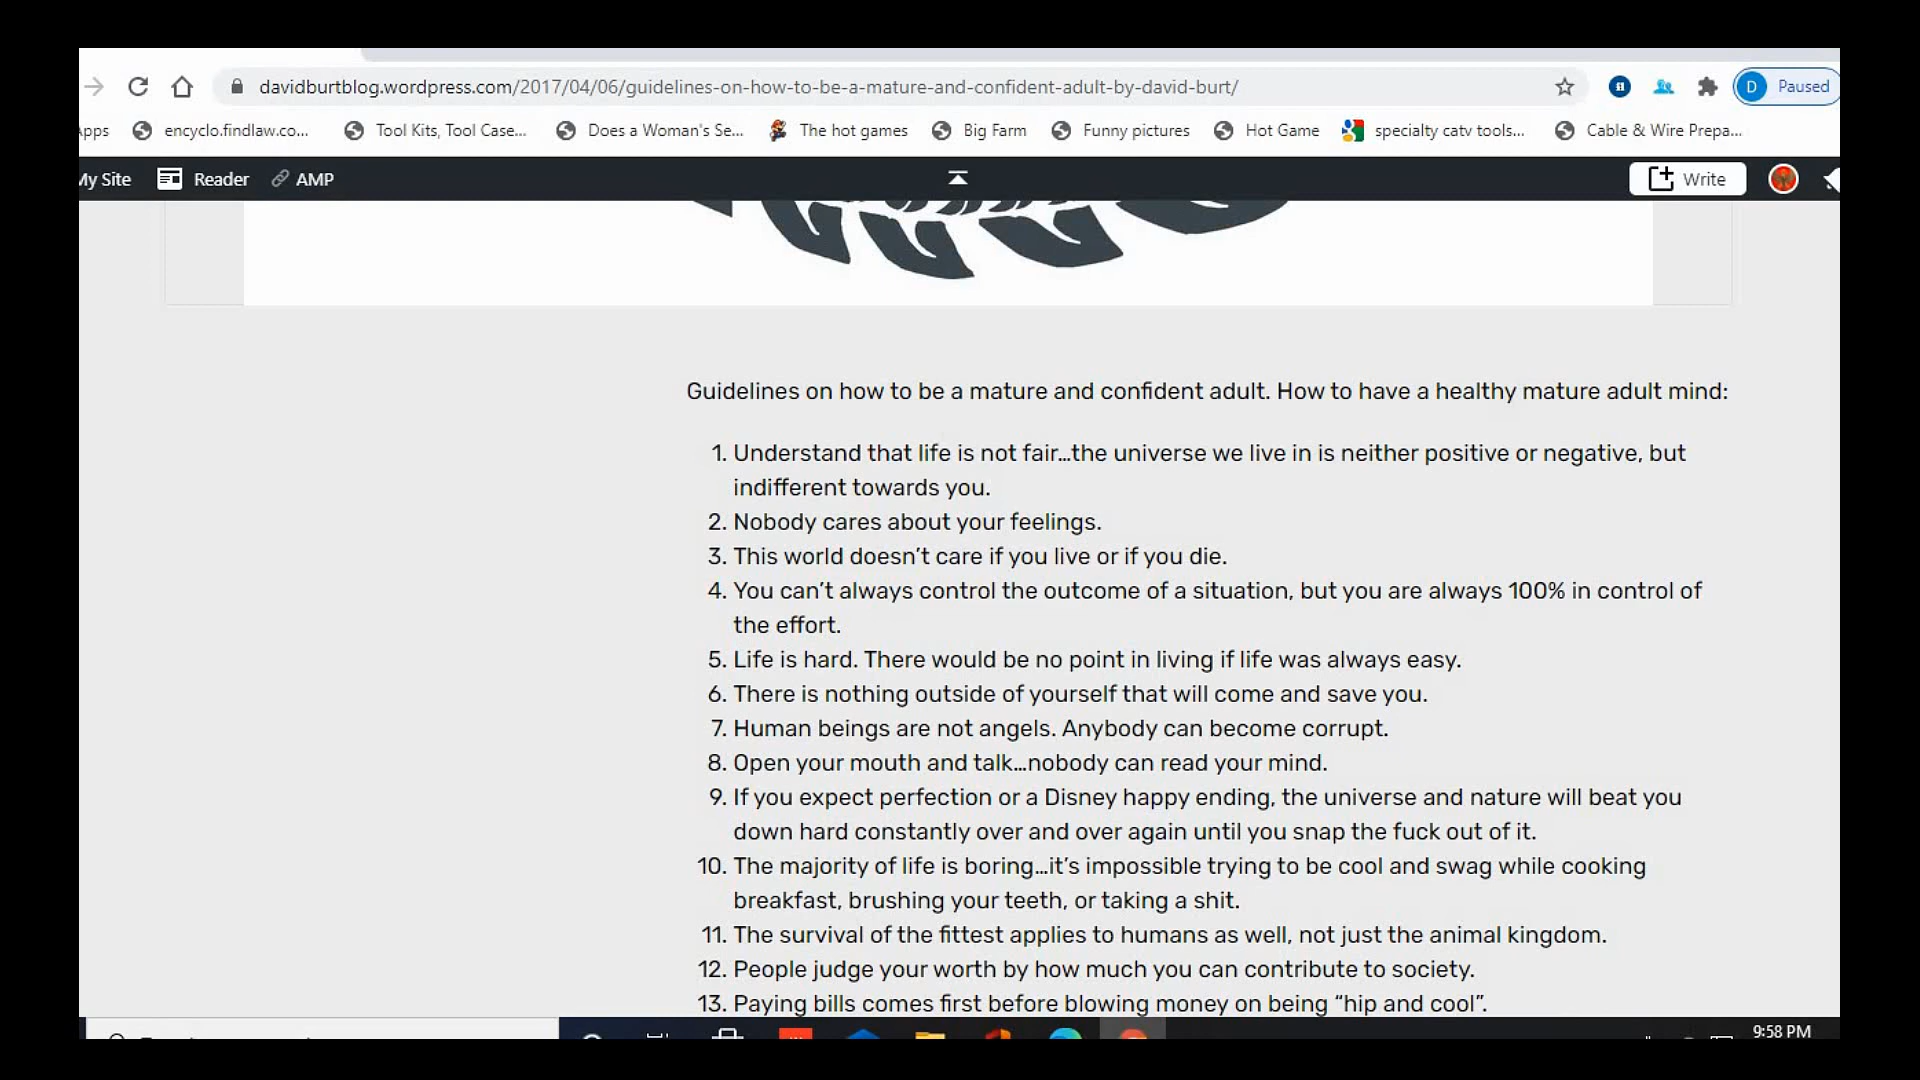 davidburtblog.wordpress.com/2017/04/06/guidelines-on-how-to-be-a-mature-and-confident-adult-by-david-burt/
D Paused
pps encyclo.findlaw.co... Tool Kits, Tool Case... Does a Woman's Se... The hot games Big Farm Funny pictures Hot Game specialty catv tools... Cable & Wire Prepa...
My Site Reader AMP Write
Guidelines on how to be a mature and confident adult. How to have a healthy mature adult mind:
1. Understand that life is not fair…the universe we live in is neither positive or negative, but
indifferent towards you.
2. Nobody cares about your feelings.
3. This world doesn’t care if you live or if you die.
4. You can’t always control the outcome of a situation, but you are always 100% in control of
the effort.
5. Life is hard. There would be no point in living if life was always easy.
6. There is nothing outside of yourself that will come and save you.
7. Human beings are not angels. Anybody can become corrupt.
8. Open your mouth and talk…nobody can read your mind.
9. If you expect perfection or a Disney happy ending, the universe and nature will beat you
down hard constantly over and over again until you snap the fuck out of it.
10. The majority of life is boring…it’s impossible trying to be cool and swag while cooking
breakfast, brushing your teeth, or taking a shit.
11. The survival of the fittest applies to humans as well, not just the animal kingdom.
12. People judge your worth by how much you can contribute to society.
13. Paying bills comes first before blowing money on being “hip and cool”.
9:58 PM